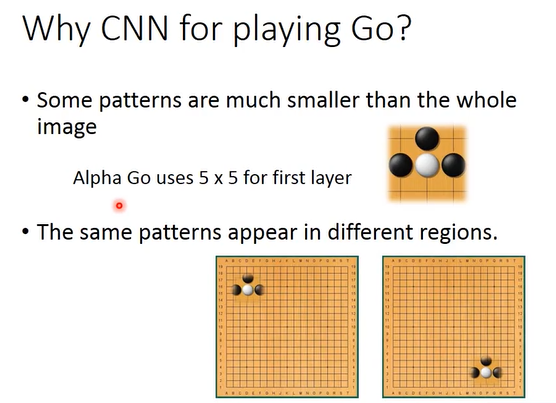 Why CNN for playing Go?
• Some patterns are much smaller than the whole
image
Alpha Go uses 5 x 5 for first layer
• The same patterns appear in different regions.